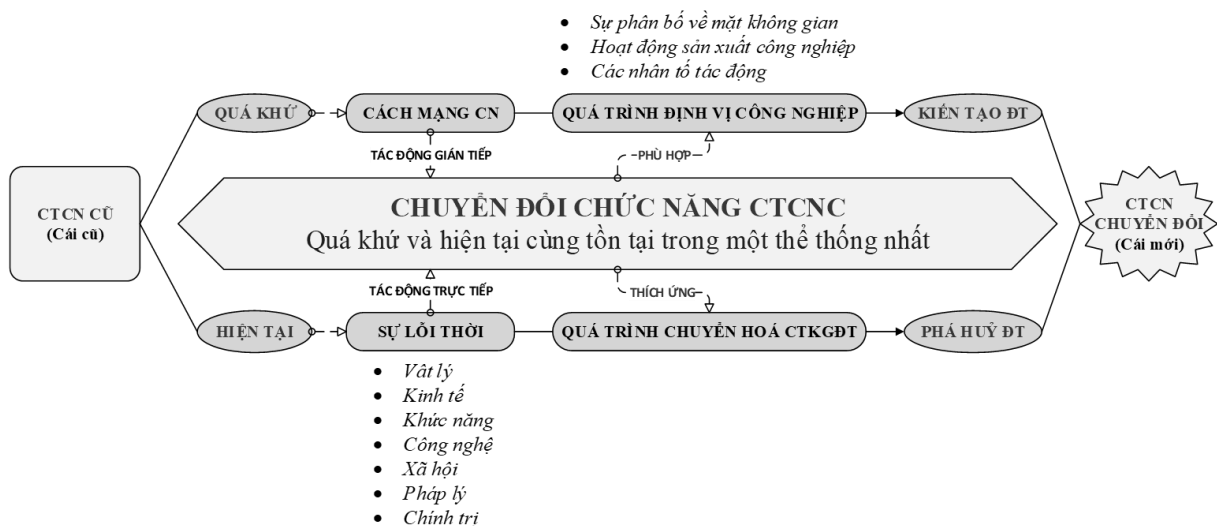 Sự phân bố về mặt không gian
Hoạt động sản xuất công nghiệp
Các nhân tố tác động
QUÁ KHỨ
CÁCH MẠNG CN
QUÁ TRÌNH ĐỊNH VỊ CÔNG NGHIỆP
KIẾN TẠO ĐT
TÁC ĐỘNG GIÁN TIẾP
PHÙ HỢP
CTCN CŨ
(Cái cũ)
CHUYỂN ĐỔI CHỨC NĂNG CTCNC
Quá khứ và hiện tại cùng tồn tại trong một thể thống nhất
CTCN
CHUYỂN ĐỔI
(Cái mới)
TÁC ĐỘNG TRỰC TIẾP
THÍCH ỨNG
HIỆN TẠI
SỰ LỖI THỜI
QUÁ TRÌNH CHUYỂN HOÁ CTKGĐT
PHÁ HUỶ ĐT
Vât lý
Kinh tế
Khức năng
Công nghệ
Xã hội
Pháp lý
Chính tri